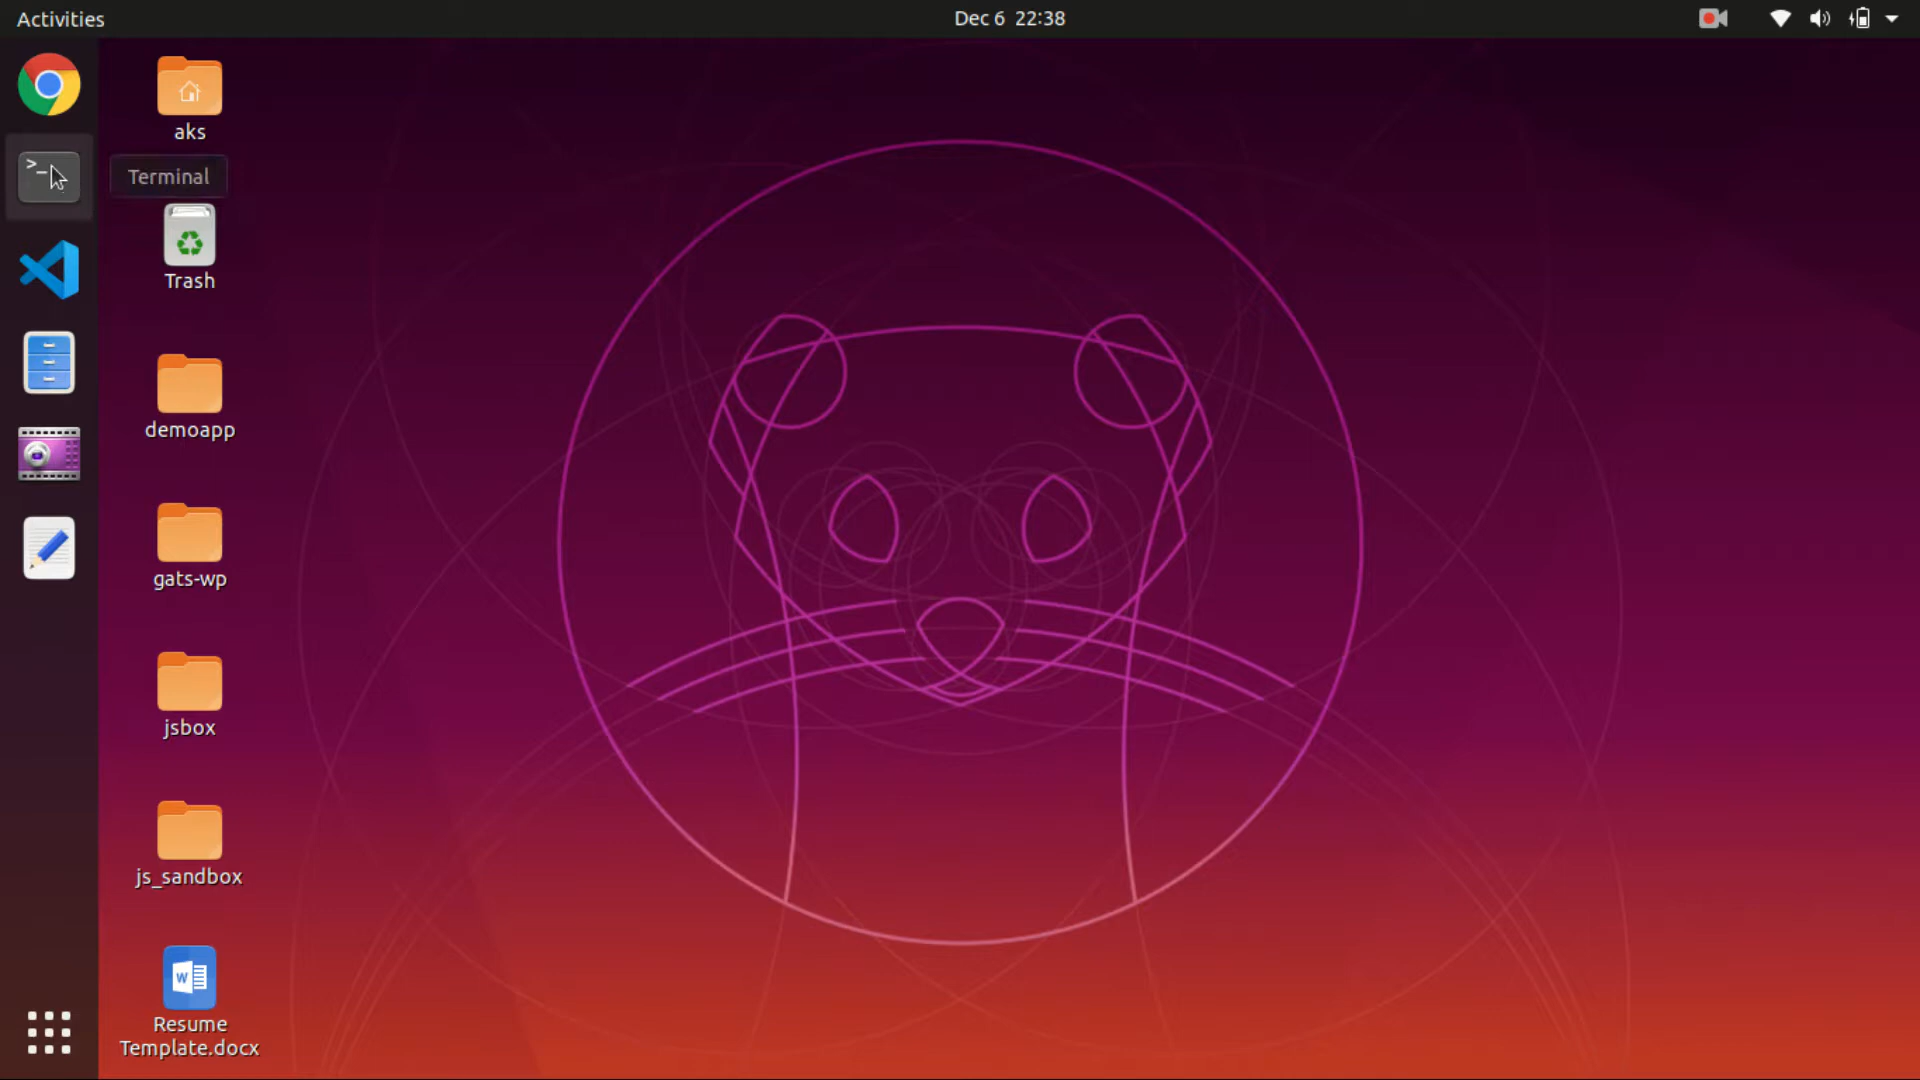 Activities
Dec 6 22:38
aks
Terminal
>_
Trash
demoapp
gats-wp
jsbox
js_sandbox
W
Resume
Template.docx